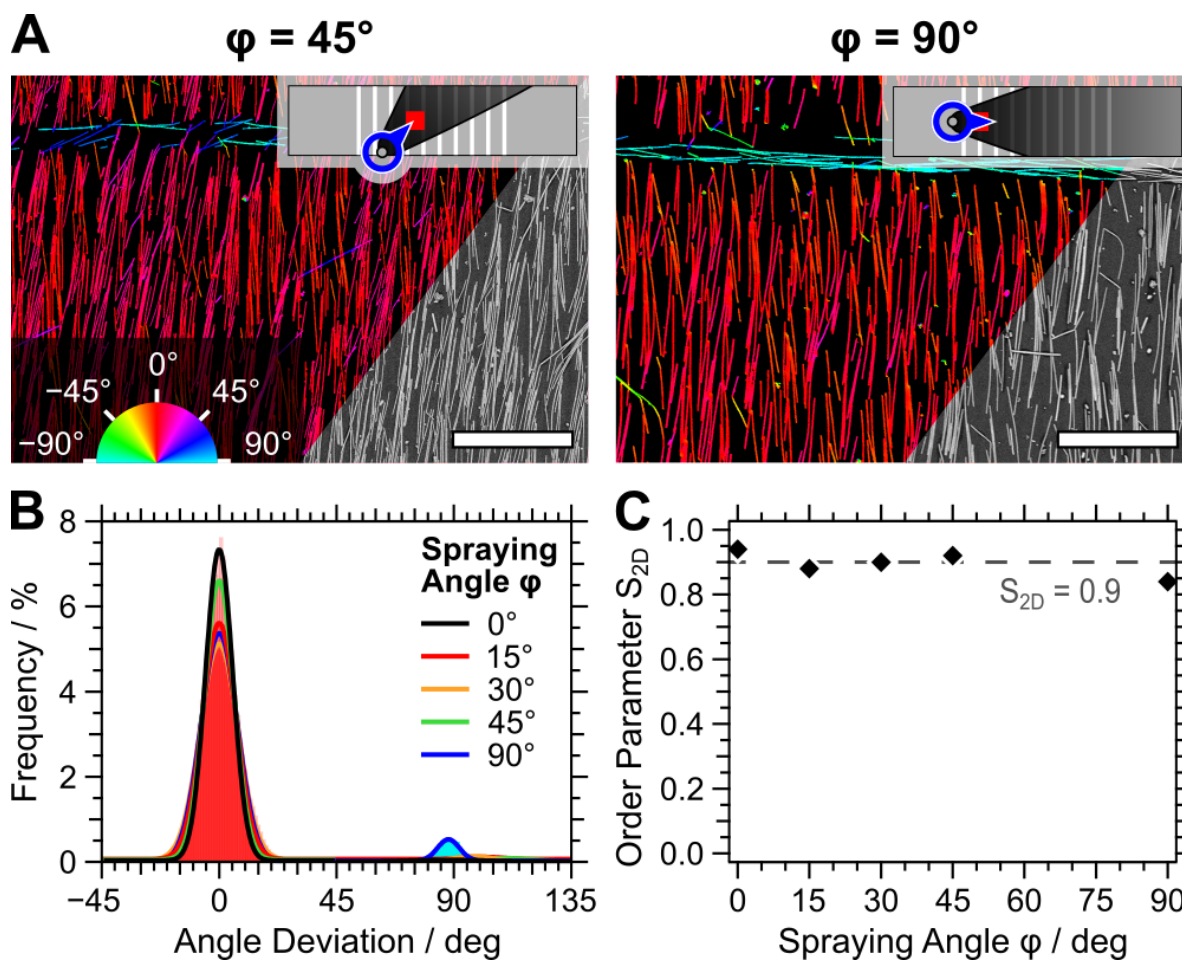 A
φ = 45°
φ = 90°
0°
−45°
45°
−90°
90°
B
8
6
4
2
0
Frequency / %
−45
0
45
90
135
Angle Deviation / deg
Spraying
Angle φ
0°
15°
30°
45°
90°
C
1.0
0.8
0.6
0.4
0.2
0.0
Order Parameter S2D
S2D = 0.9
0
15
30
45
60
75
90
Spraying Angle φ / deg